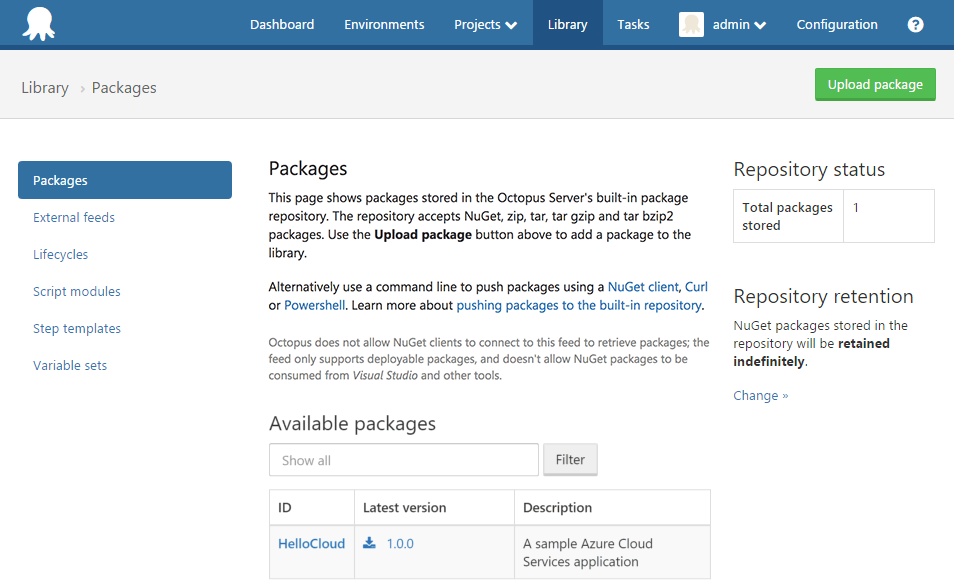 Dashboard Environments Projects Library Tasks admin Configuration ?
Library › Packages
Upload package
Packages
External feeds
Lifecycles
Script modules
Step templates
Variable sets
Packages
This page shows packages stored in the Octopus Server's built-in package
repository. The repository accepts NuGet, zip, tar, tar gzip and tar bzip2
packages. Use the Upload package button above to add a package to the
library.
Alternatively use a command line to push packages using a NuGet client, Curl
or Powershell. Learn more about pushing packages to the built-in repository.
Octopus does not allow NuGet clients to connect to this feed to retrieve packages; the
feed only supports deployable packages, and doesn't allow NuGet packages to be
consumed from Visual Studio and other tools.
Available packages
Show all
Filter
ID Latest version Description
HelloCloud 1.0.0 A sample Azure Cloud
Services application
Repository status
Total packages 1
stored
Repository retention
NuGet packages stored in the
repository will be retained
indefinitely.
Change »